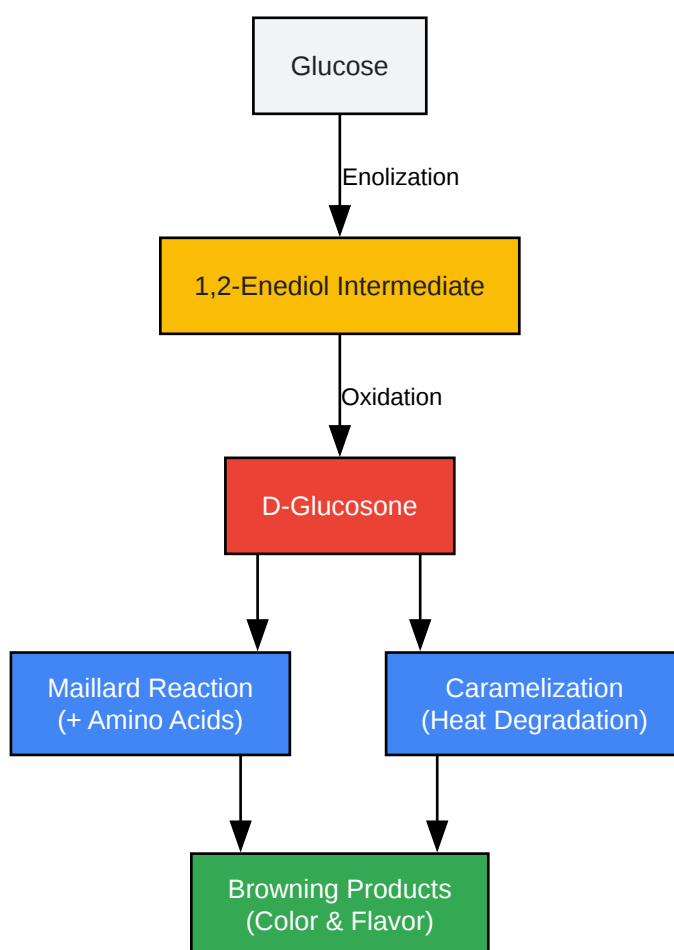 Glucose
Enolization
1,2-Enediol Intermediate
Oxidation
D-Glucosone
Maillard Reaction
(+ Amino Acids)
Caramelization
(Heat Degradation)
Browning Products
(Color & Flavor)